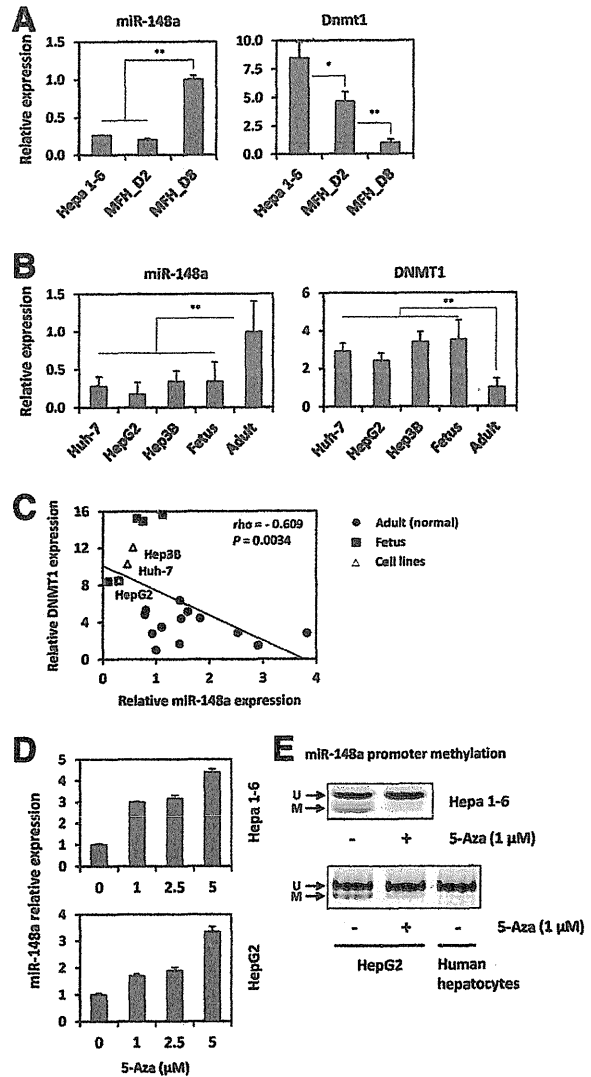 A
miR-148a
Dnmt1
Relative expression
1.5
1.0
0.5
0.0
**
Hepa 1-6
MFH_D2
MFH_D8
10.0
7.5
5.0
2.5
0.0
*
**
Hepa 1-6
MFH_D2
MFH_D8
B
miR-148a
DNMT1
Relative expression
1.5
1.0
0.5
0.0
**
Huh-7
HepG2
Hep3B
Fetus
Adult
6
4
2
0
**
Huh-7
HepG2
Hep3B
Fetus
Adult
C
Relative DNMT1 expression
16
12
8
4
0
rho = - 0.609
P = 0.0034
Hep3B
Huh-7
HepG2
0 1 2 3 4
Relative miR-148a expression
Adult (normal)
Fetus
Cell lines
D
miR-148a relative expression
5
4
3
2
1
0
0 1 2.5 5
Hepa 1-6
4
3
2
1
0
0 1 2.5 5
HepG2
5-Aza (µM)
E
miR-148a promoter methylation
U
M
Hepa 1-6
- + 5-Aza (1 µM)
U
M
- + - 5-Aza (1 µM)
HepG2
Human
hepatocytes